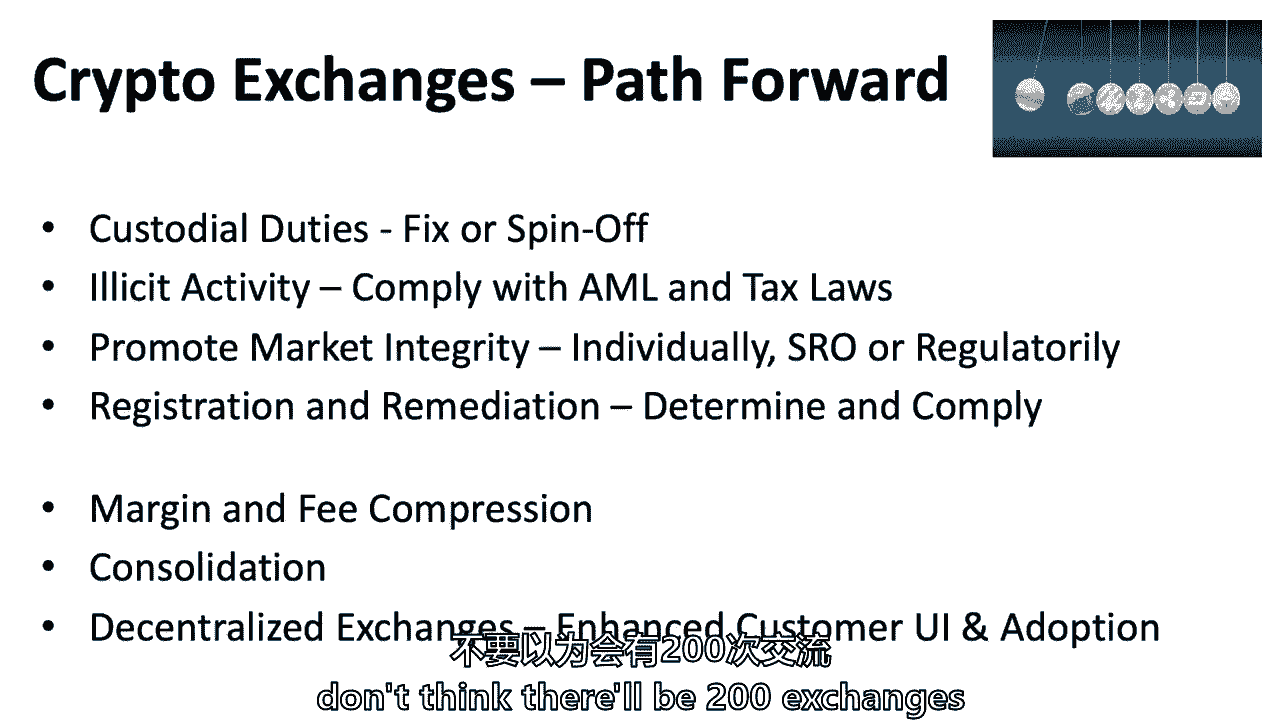 Crypto Exchanges – Path Forward
• Custodial Duties - Fix or Spin-Off
• Illicit Activity – Comply with AML and Tax Laws
• Promote Market Integrity – Individually, SRO or Regulatorily
• Registration and Remediation – Determine and Comply
• Margin and Fee Compression
• Consolidation
• Decentralized Exchanges – Enhanced Customer UI & Adoption
不要以为会有200次交流
don't think there'll be 200 exchanges